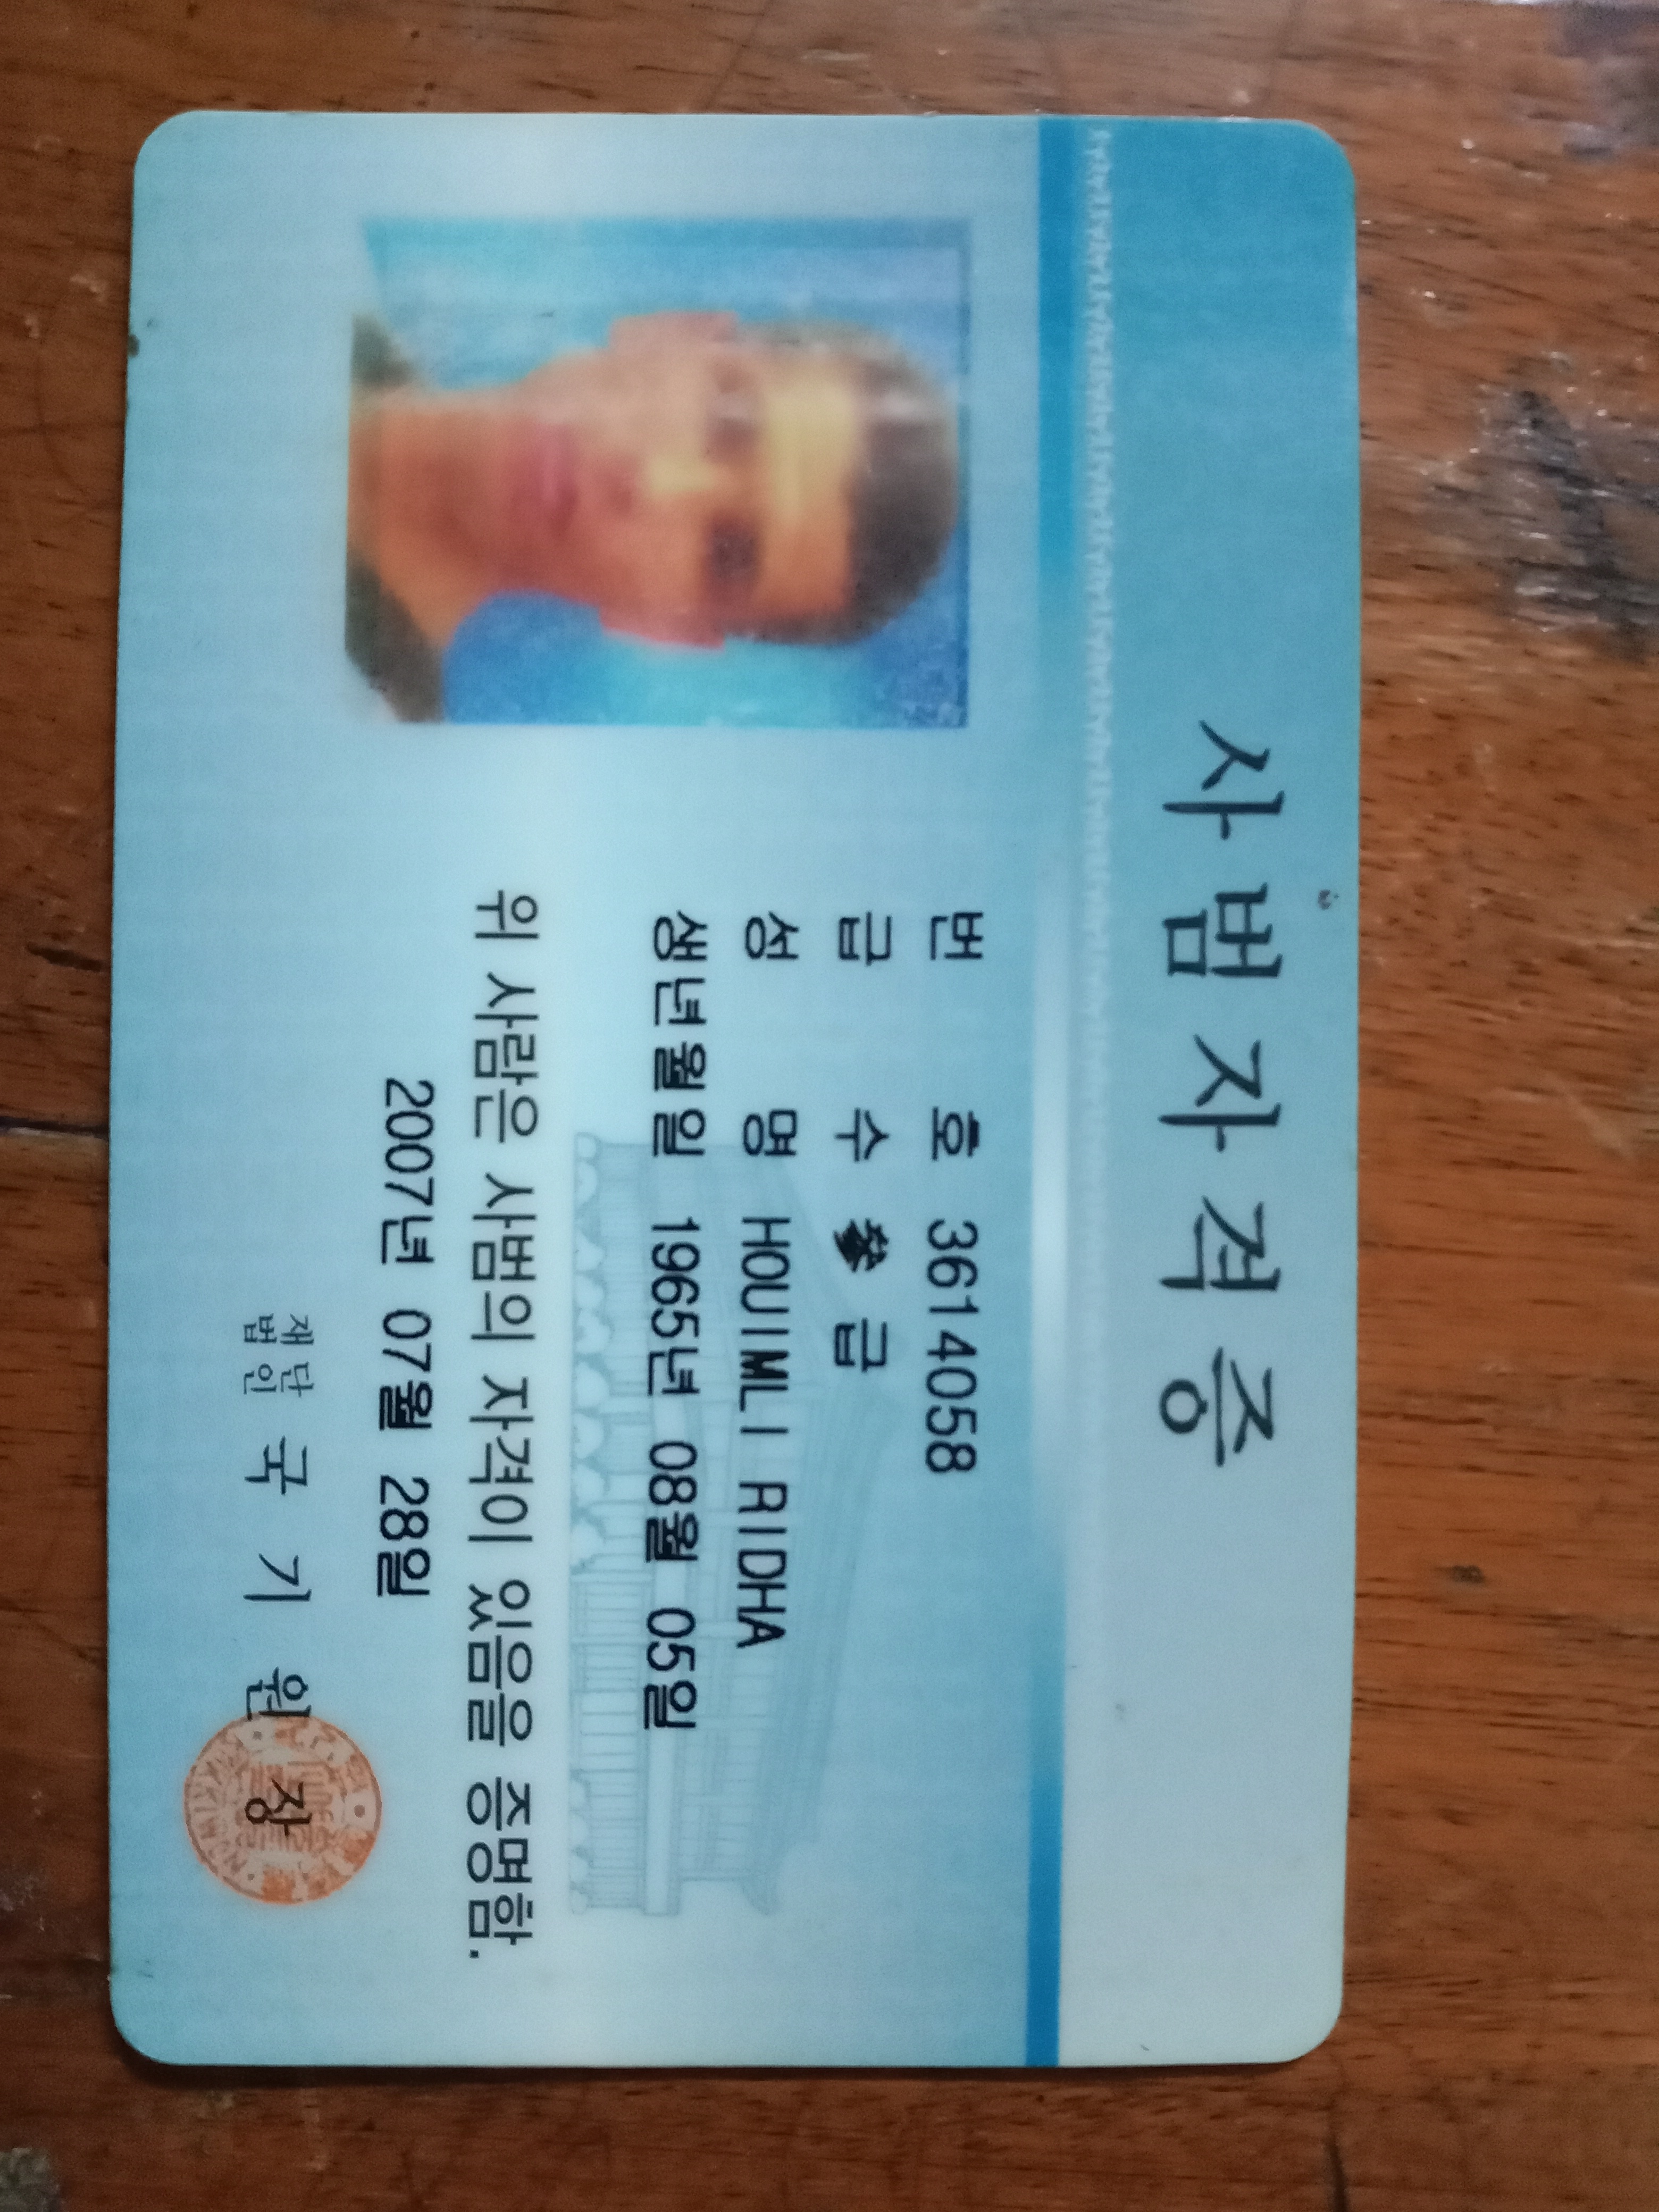 사범자격증
번 호 3614058
급 수 參 급
성 명 HOUIMLI RIDHA
생년월일 1965년 08월 05일
위 사람은 사범의 자격이 있음을 증명함.
2007년 07월 28일
재단법인 국 기 원 장